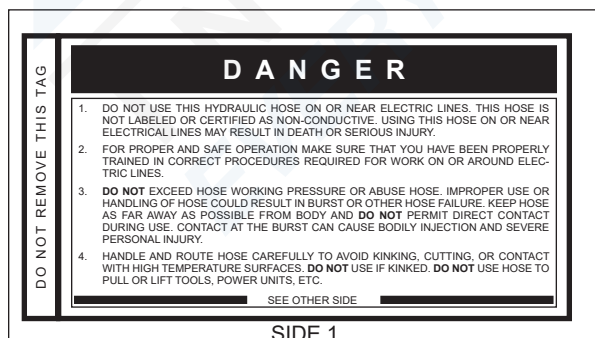 DO NOT REMOVE THIS TAG
DANGER
1. DO NOT USE THIS HYDRAULIC HOSE ON OR NEAR ELECTRIC LINES. THIS HOSE IS
NOT LABELED OR CERTIFIED AS NON-CONDUCTIVE. USING THIS HOSE ON OR NEAR
ELECTRICAL LINES MAY RESULT IN DEATH OR SERIOUS INJURY.
2. FOR PROPER AND SAFE OPERATION MAKE SURE THAT YOU HAVE BEEN PROPERLY
TRAINED IN CORRECT PROCEDURES REQUIRED FOR WORK ON OR AROUND ELEC-
TRIC LINES.
3. DO NOT EXCEED HOSE WORKING PRESSURE OR ABUSE HOSE. IMPROPER USE OR
HANDLING OF HOSE COULD RESULT IN BURST OR OTHER HOSE FAILURE. KEEP HOSE
AS FAR AWAY AS POSSIBLE FROM BODY AND DO NOT PERMIT DIRECT CONTACT
DURING USE. CONTACT AT THE BURST CAN CAUSE BODILY INJECTION AND SEVERE
PERSONAL INJURY.
4. HANDLE AND ROUTE HOSE CAREFULLY TO AVOID KINKING, CUTTING, OR CONTACT
WITH HIGH TEMPERATURE SURFACES. DO NOT USE IF KINKED. DO NOT USE HOSE TO
PULL OR LIFT TOOLS, POWER UNITS, ETC.
SEE OTHER SIDE
SIDE 1